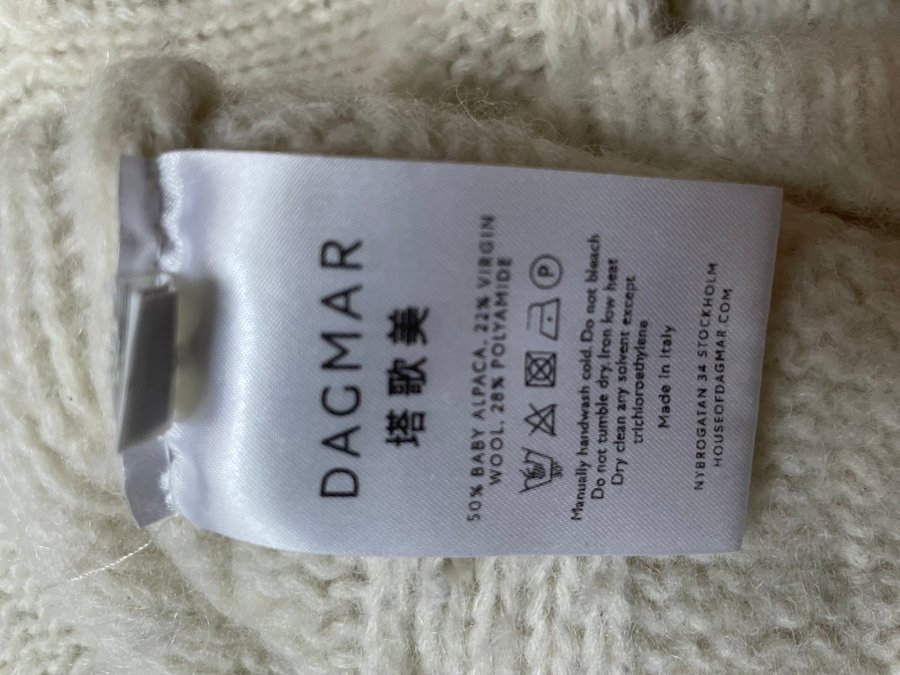 DAGMAR
塔歌美
50% BABY ALPACA, 22% VIRGIN
WOOL, 28% POLYAMIDE
30°
P
Manually handwash cold. Do not bleach
Do not tumble dry. Iron low heat
Dry clean any solvent except
trichloroethylene
Made in Italy
NYBROGATAN 34 STOCKHOLM
HOUSEOFDAGMAR.COM